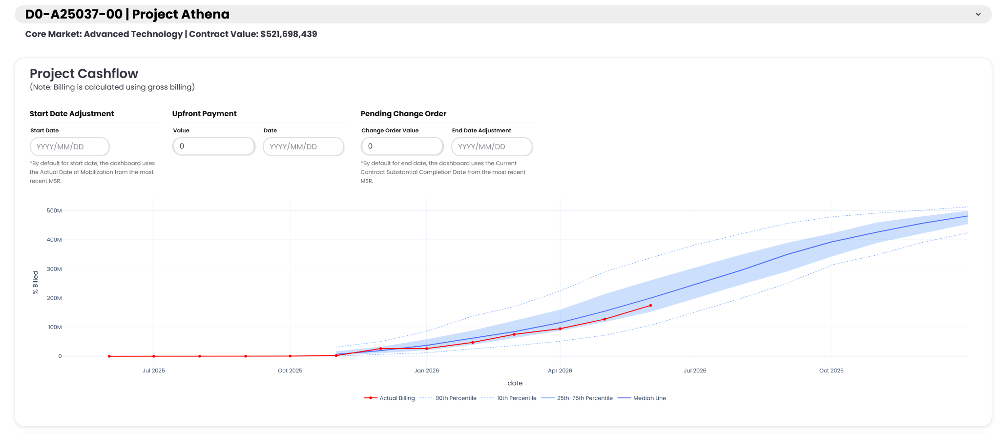 D0-A25037-00 | Project Athena
Core Market: Advanced Technology | Contract Value: $521,698,439
Project Cashflow
(Note: Billing is calculated using gross billing)
Start Date Adjustment
Start Date
YYYY/MM/DD
*By default for start date, the dashboard uses
the Actual Date of Mobilization from the most
recent MSR.
Upfront Payment
Value
Date
0
YYYY/MM/DD
Pending Change Order
Change Order Value
End Date Adjustment
0
YYYY/MM/DD
*By default for end date, the dashboard uses the Current
Contract Substantial Completion Date from the most recent
MSR.
% Billed
500M
400M
300M
200M
100M
0
Jul 2025
Oct 2025
Jan 2026
Apr 2026
Jul 2026
Oct 2026
date
Actual Billing
90th Percentile
10th Percentile
25th-75th Percentile
Median Line